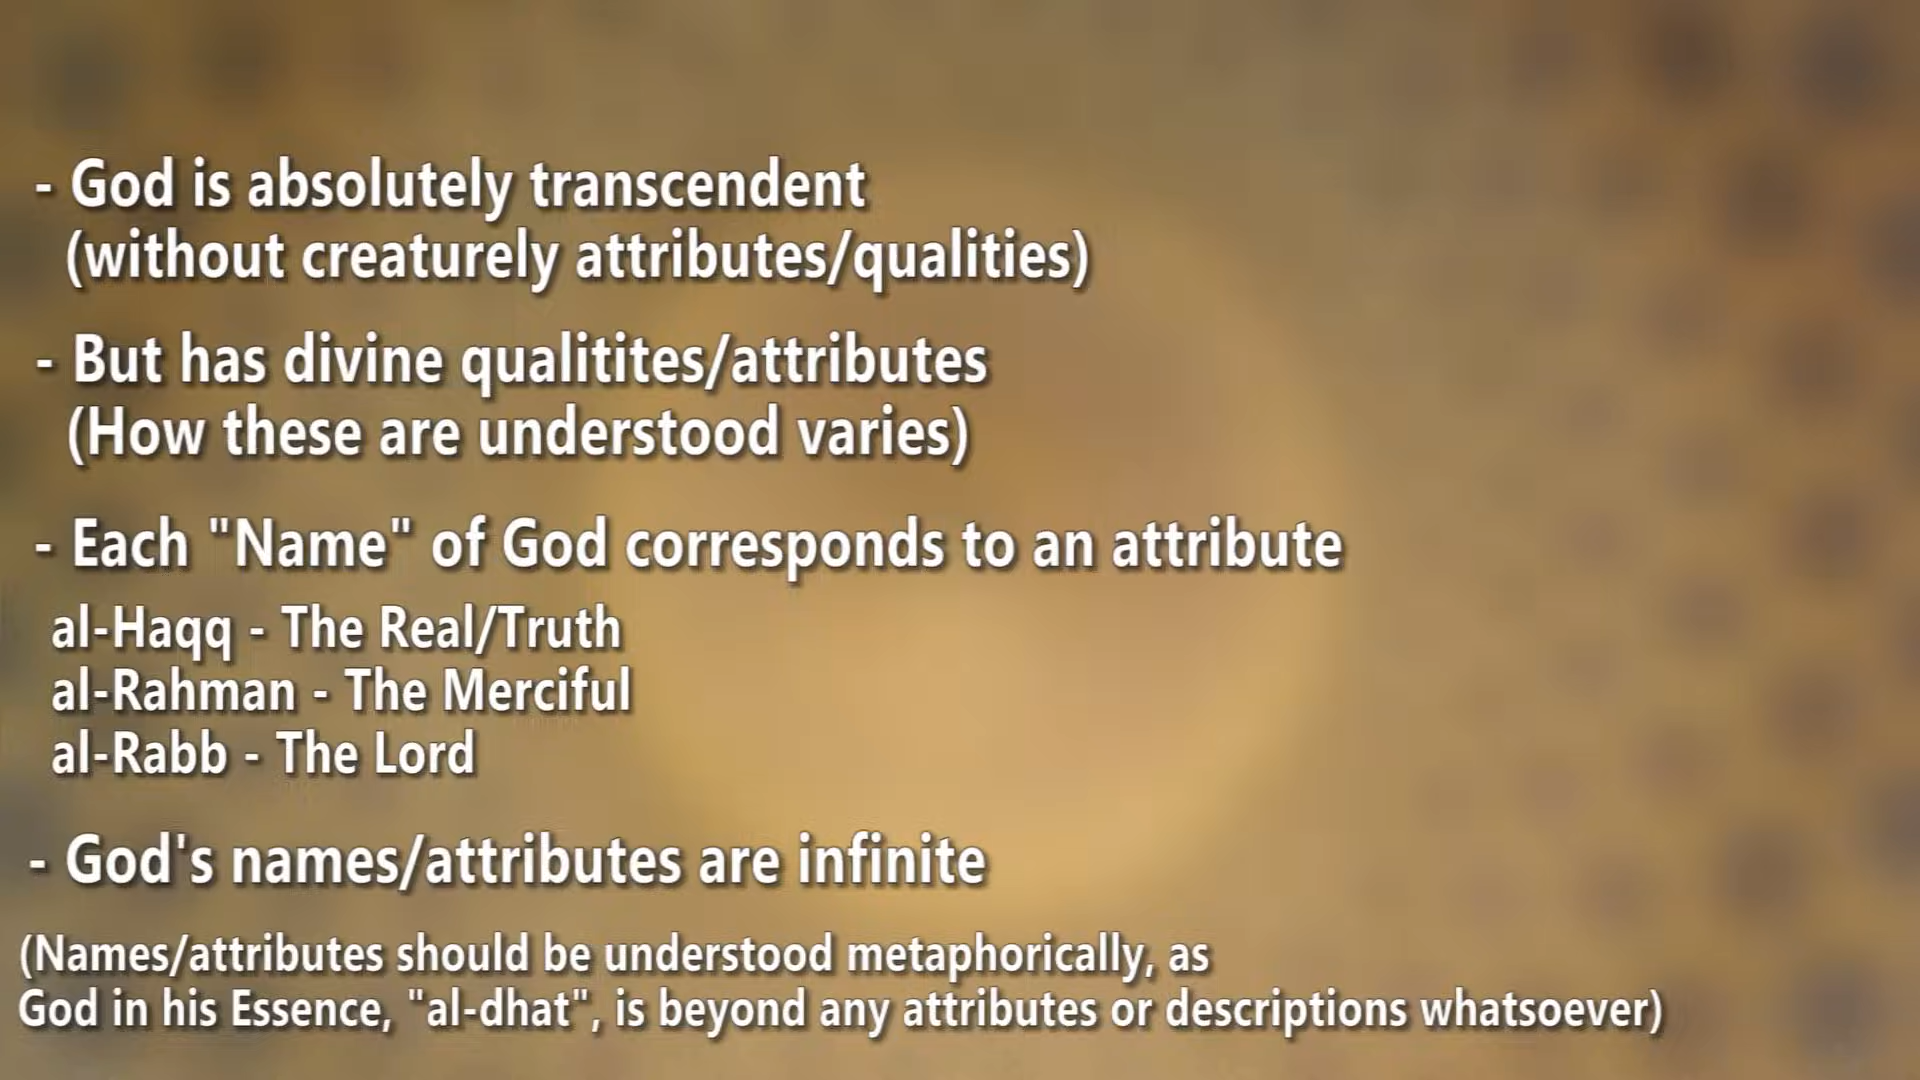 - God is absolutely transcendent
(without creaturely attributes/qualities)
- But has divine qualitites/attributes
(How these are understood varies)
- Each "Name" of God corresponds to an attribute
al-Haqq - The Real/Truth
al-Rahman - The Merciful
al-Rabb - The Lord
- God's names/attributes are infinite
(Names/attributes should be understood metaphorically, as
God in his Essence, "al-dhat", is beyond any attributes or descriptions whatsoever)